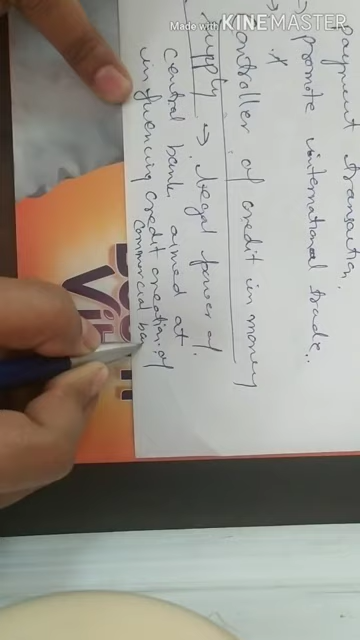 Made with
KINEMASTER
payment transaction.
→ promote international trade..
→
Controller of credit in money
supply → Legal power of
central bank aimed at
influencing credit creation of
commercial ba